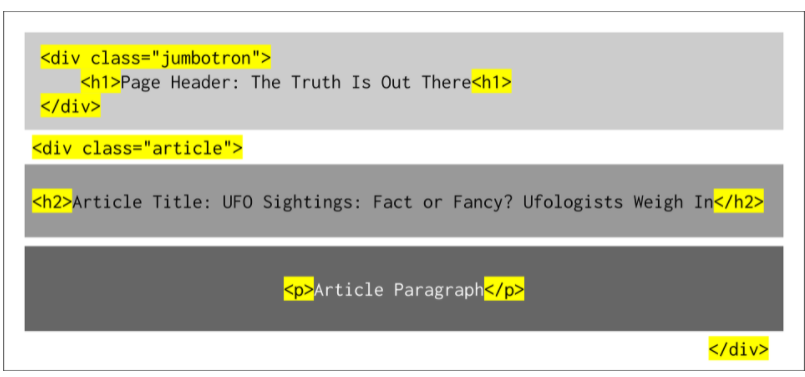 <div class="jumbotron">
<h1>Page Header: The Truth Is Out There<h1>
</div>
<div class="article">
<h2>Article Title: UFO Sightings: Fact or Fancy? Ufologists Weigh In</h2>
<p>Article Paragraph</p>
</div>